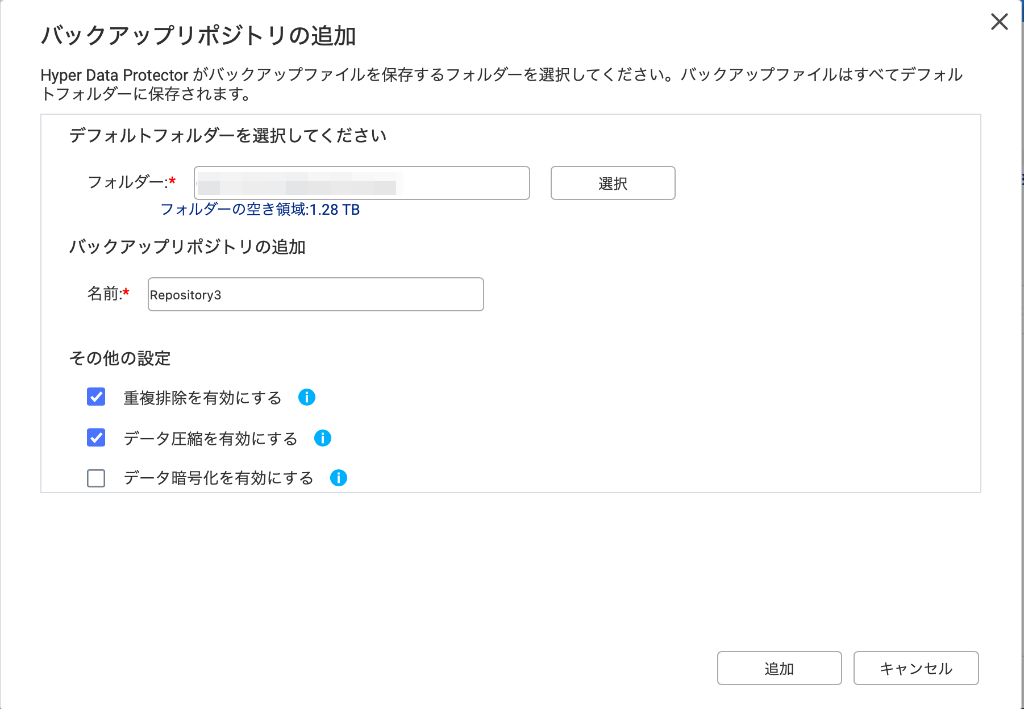 バックアップリポジトリの追加
Hyper Data Protector がバックアップファイルを保存するフォルダーを選択してください。バックアップファイルはすべてデフォル
トフォルダーに保存されます。
デフォルトフォルダーを選択してください
フォルダー:*
選択
フォルダーの空き領域:1.28 TB
バックアップリポジトリの追加
名前:*
Repository3
その他の設定
重複排除を有効にする
データ圧縮を有効にする
データ暗号化を有効にする
追加
キャンセル